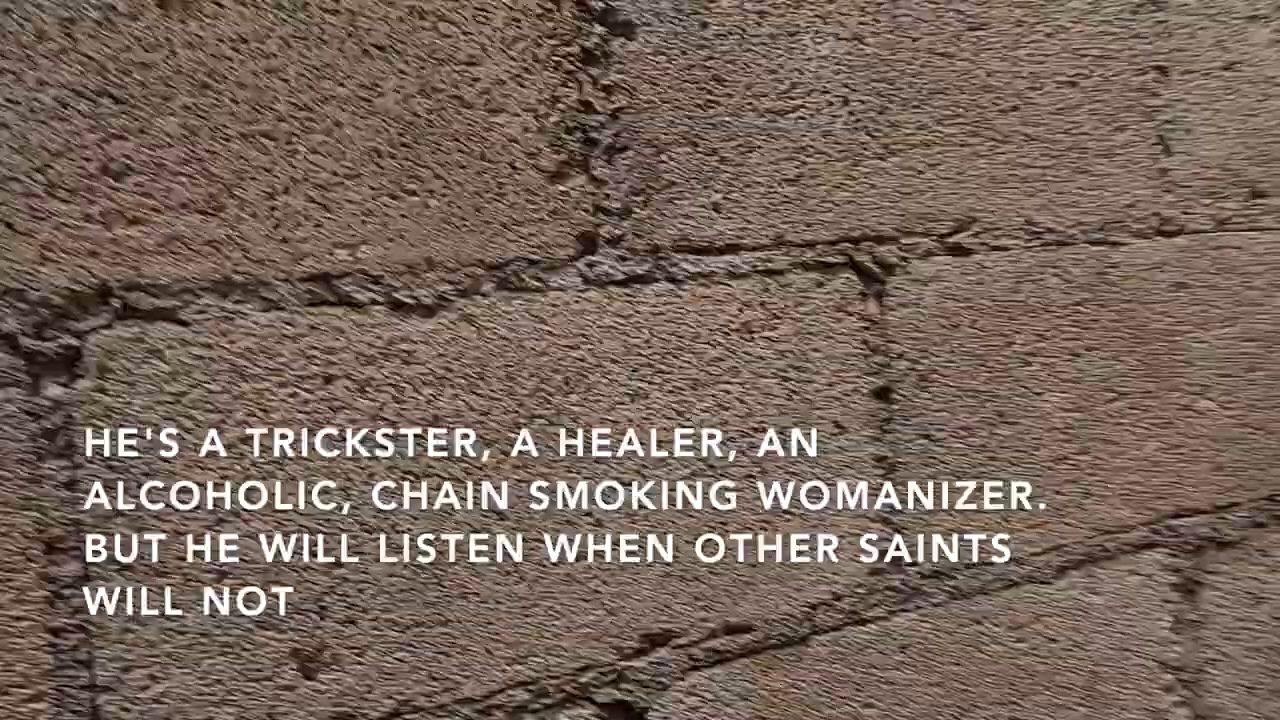 HE'S A TRICKSTER, A HEALER, AN
ALCOHOLIC, CHAIN SMOKING WOMANIZER.
BUT HE WILL LISTEN WHEN OTHER SAINTS
WILL NOT